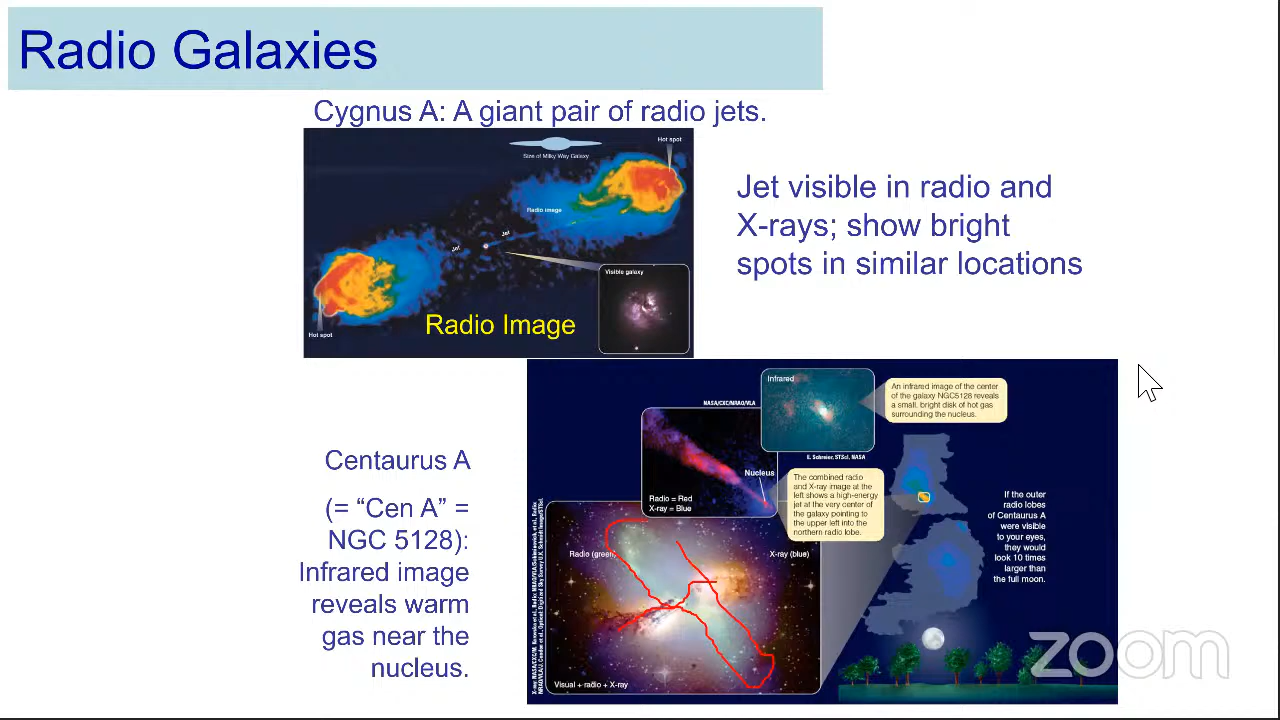 Radio Galaxies
Cygnus A: A giant pair of radio jets.
Hot spot
Size of Milky Way Galaxy
Radio image
Jet
Jet
Visible galaxy
Radio Image
Hot spot
Jet visible in radio and
X-rays; show bright
spots in similar locations
Centaurus A
(= “Cen A” =
NGC 5128):
Infrared image
reveals warm
gas near the
nucleus.
Infrared
NASA/CXC/NRAO/VLA
An infrared image of the center
of the galaxy NGC5128 reveals
a small, bright disk of hot gas
surrounding the nucleus.
E. Schreier, STScI, NASA
Nucleus
Radio = Red
X-ray = Blue
The combined radio
and X-ray image at the
left shows a high-energy
jet at the very center of
the galaxy pointing to
the upper left into the
northern radio lobe.
If the outer
radio lobes
of Centaurus A
were visible
to your eyes,
they would
look 10 times
larger than
the full moon.
Radio (green)
X-ray (blue)
Visual + radio + X-ray
zoom